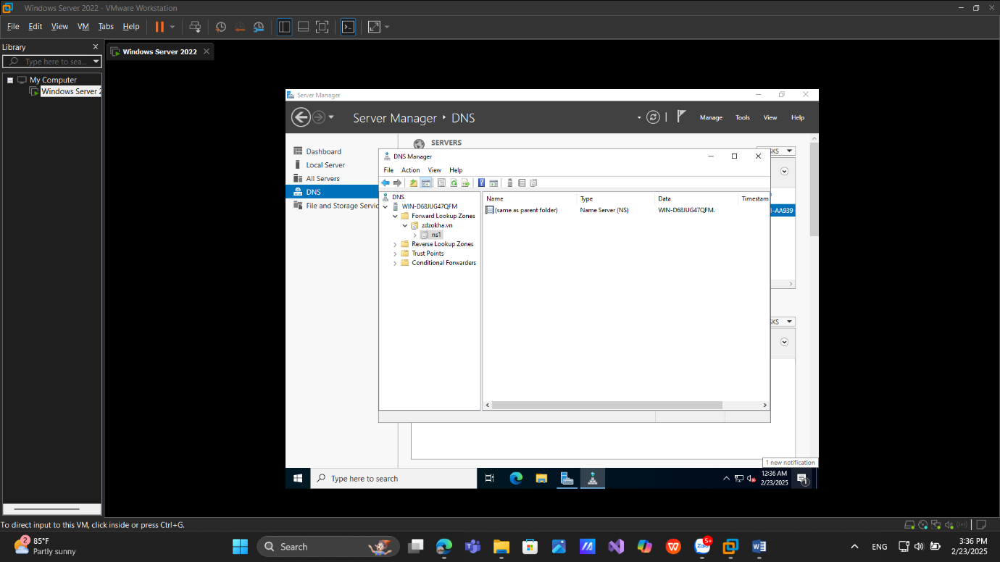 Windows Server 2022 - VMware Workstation
File Edit View VM Tabs Help
Library
Type here to sea...
Windows Server 2022
My Computer
Windows Server 2
Server Manager
Server Manager DNS
Manage Tools View Help
Dashboard
Local Server
All Servers
DNS
File and Storage Servic
SERVERS
SKS
1-AA939
SKS
DNS Manager
File Action View Help
DNS
WIN-D68JUG47QFM
Forward Lookup Zones
zdzokha.vn
ns1
Reverse Lookup Zones
Trust Points
Conditional Forwarders
Name Type Data Timestam
(same as parent folder) Name Server (NS) WIN-D68JUG47QFM.
1 new notification
Type here to search
12:36 AM
2/23/2025
1
To direct input to this VM, click inside or press Ctrl+G.
2
85°F
Partly sunny
Search
Zalo
5+
ENG
3:36 PM
2/23/2025